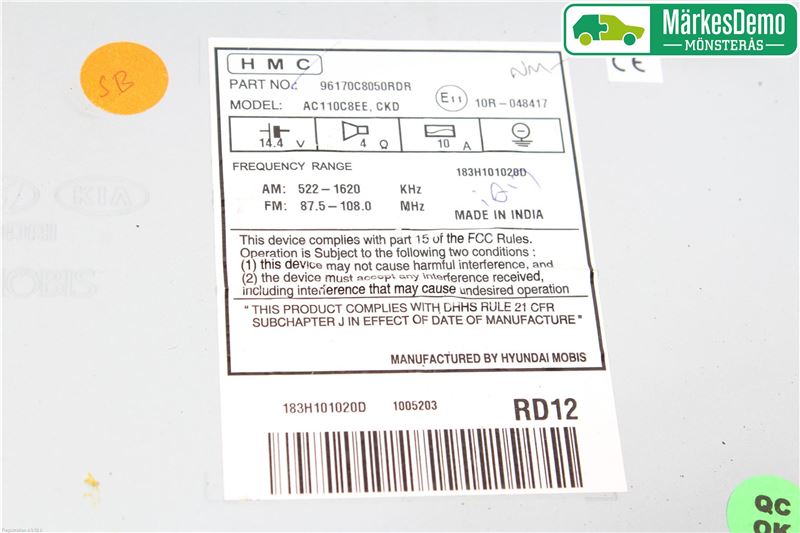 MärkesDemo
MÖNSTERÅS
SB
HMC
CE
PART NO.: 96170C8050RDR
MODEL: AC110C8EE, CKD
E11 10R-048417
14.4 V
4 Ω
10 A
FREQUENCY RANGE
183H101020D
AM: 522-1620 KHz
FM: 87.5-108.0 MHz
MADE IN INDIA
KIA
MOBIS
This device complies with part 15 of the FCC Rules.
Operation is Subject to the following two conditions :
(1) this device may not cause harmful interference, and
(2) the device must accept any interference received,
including interference that may cause undesired operation
"THIS PRODUCT COMPLIES WITH DHHS RULE 21 CFR
SUBCHAPTER J IN EFFECT OF DATE OF MANUFACTURE"
MANUFACTURED BY HYUNDAI MOBIS
183H101020D 1005203 RD12
QC
OK